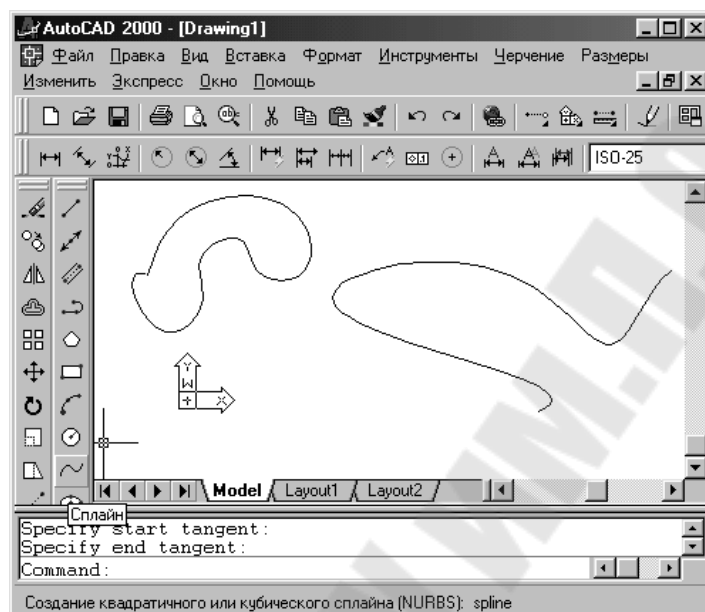 AutoCAD 2000 - [Drawing1]
Файл Правка Вид Вставка Формат Инструменты Черчение Размеры
Изменить Экспресс Окно Помощь
ISO-25
Y
W
X
Model Layout1 Layout2
Сплайн
Specify start tangent:
Specify end tangent:
Command:
Создание квадратичного или кубического сплайна (NURBS): spline